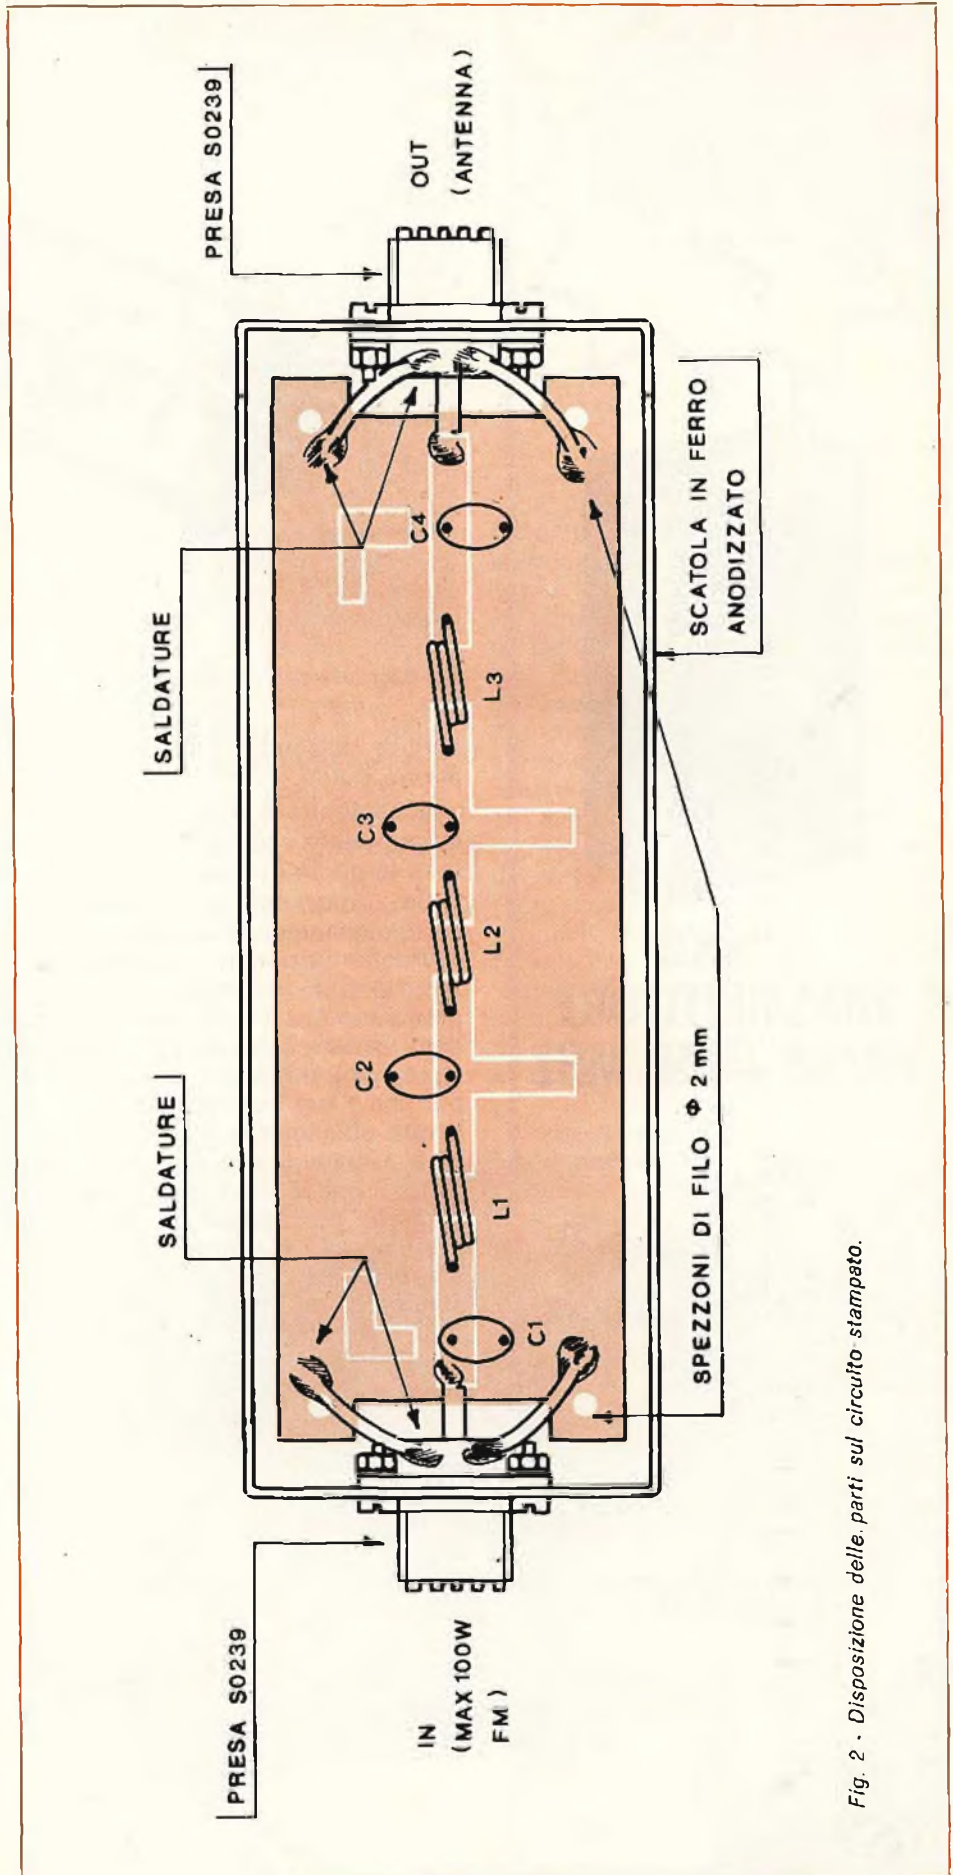 PRESA SO239
SALDATURE
SALDATURE
PRESA SO239
IN
(MAX 100W
FM)
OUT
(ANTENNA)
C1
L1
C2
L2
C3
L3
C4
SPEZZONI DI FILO Φ 2 mm
SCATOLA IN FERRO
ANODIZZATO
Fig. 2 - Disposizione delle parti sul circuito stampato.